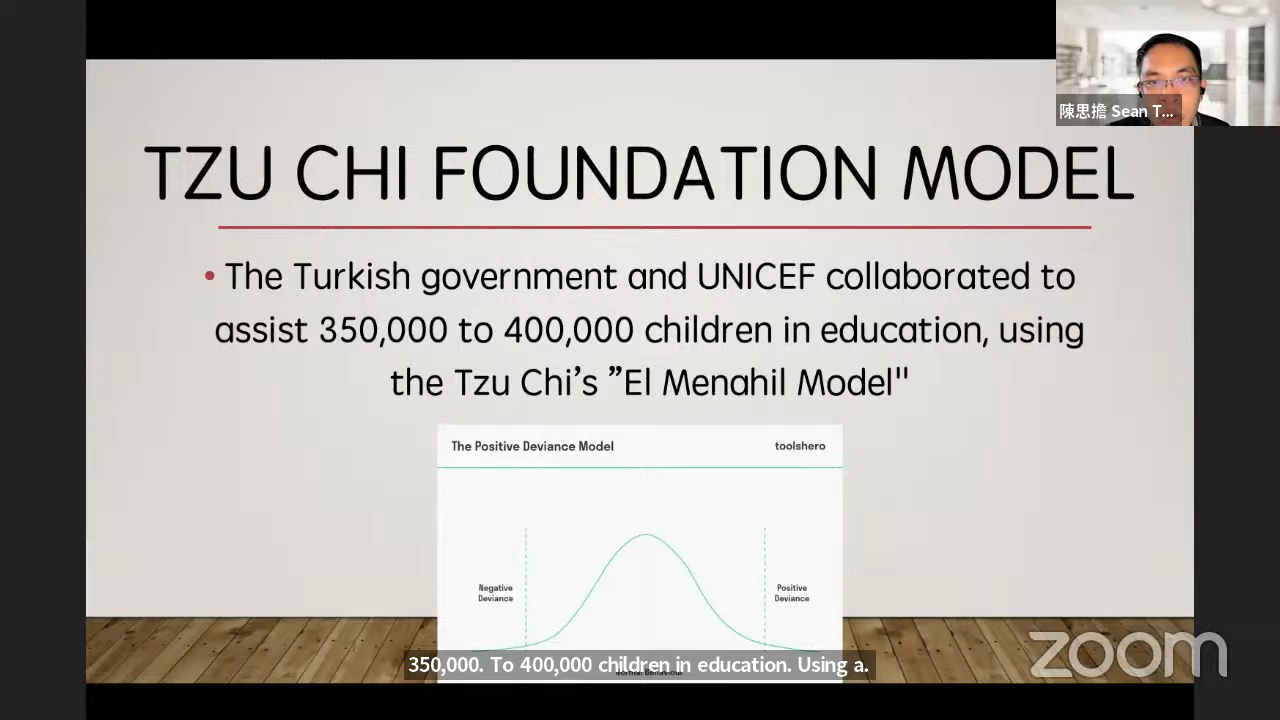 陳思擔 Sean T...
TZU CHI FOUNDATION MODEL
• The Turkish government and UNICEF collaborated to
assist 350,000 to 400,000 children in education, using
the Tzu Chi’s ”El Menahil Model"
The Positive Deviance Model
toolshero
Negative
Deviance
Positive
Deviance
Normal Behaviour
350,000. To 400,000 children in education. Using a.
zoom